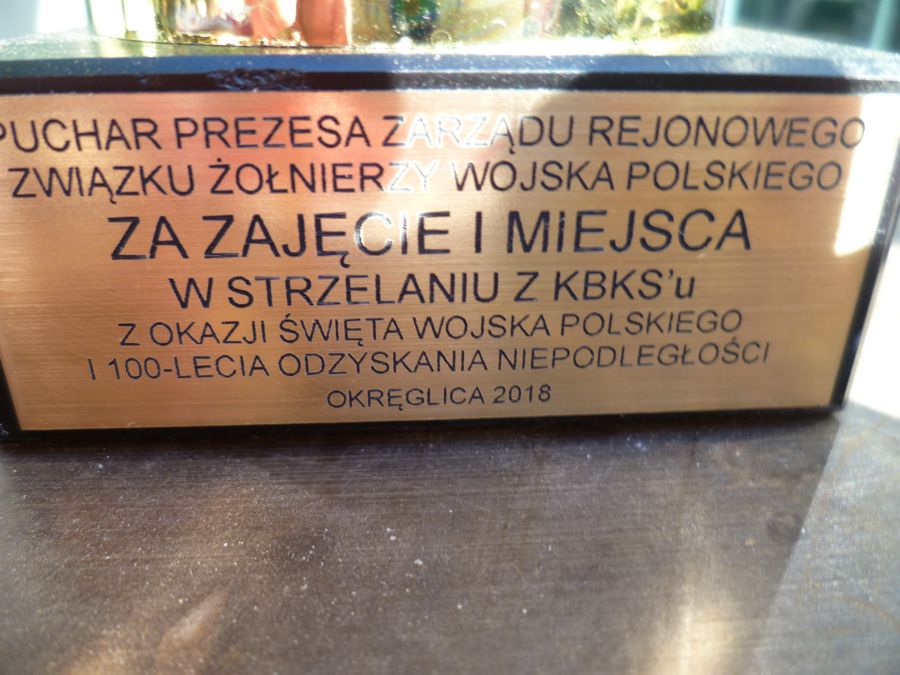 PUCHAR PREZESA ZARZĄDU REJONOWEGO
ZWIĄZKU ŻOŁNIERZY WOJSKA POLSKIEGO
ZA ZAJĘCIE I MIEJSCA
W STRZELANIU Z KBKS'u
Z OKAZJI ŚWIĘTA WOJSKA POLSKIEGO
I 100-LECIA ODZYSKANIA NIEPODLEGŁOŚCI
OKRĘGLICA 2018